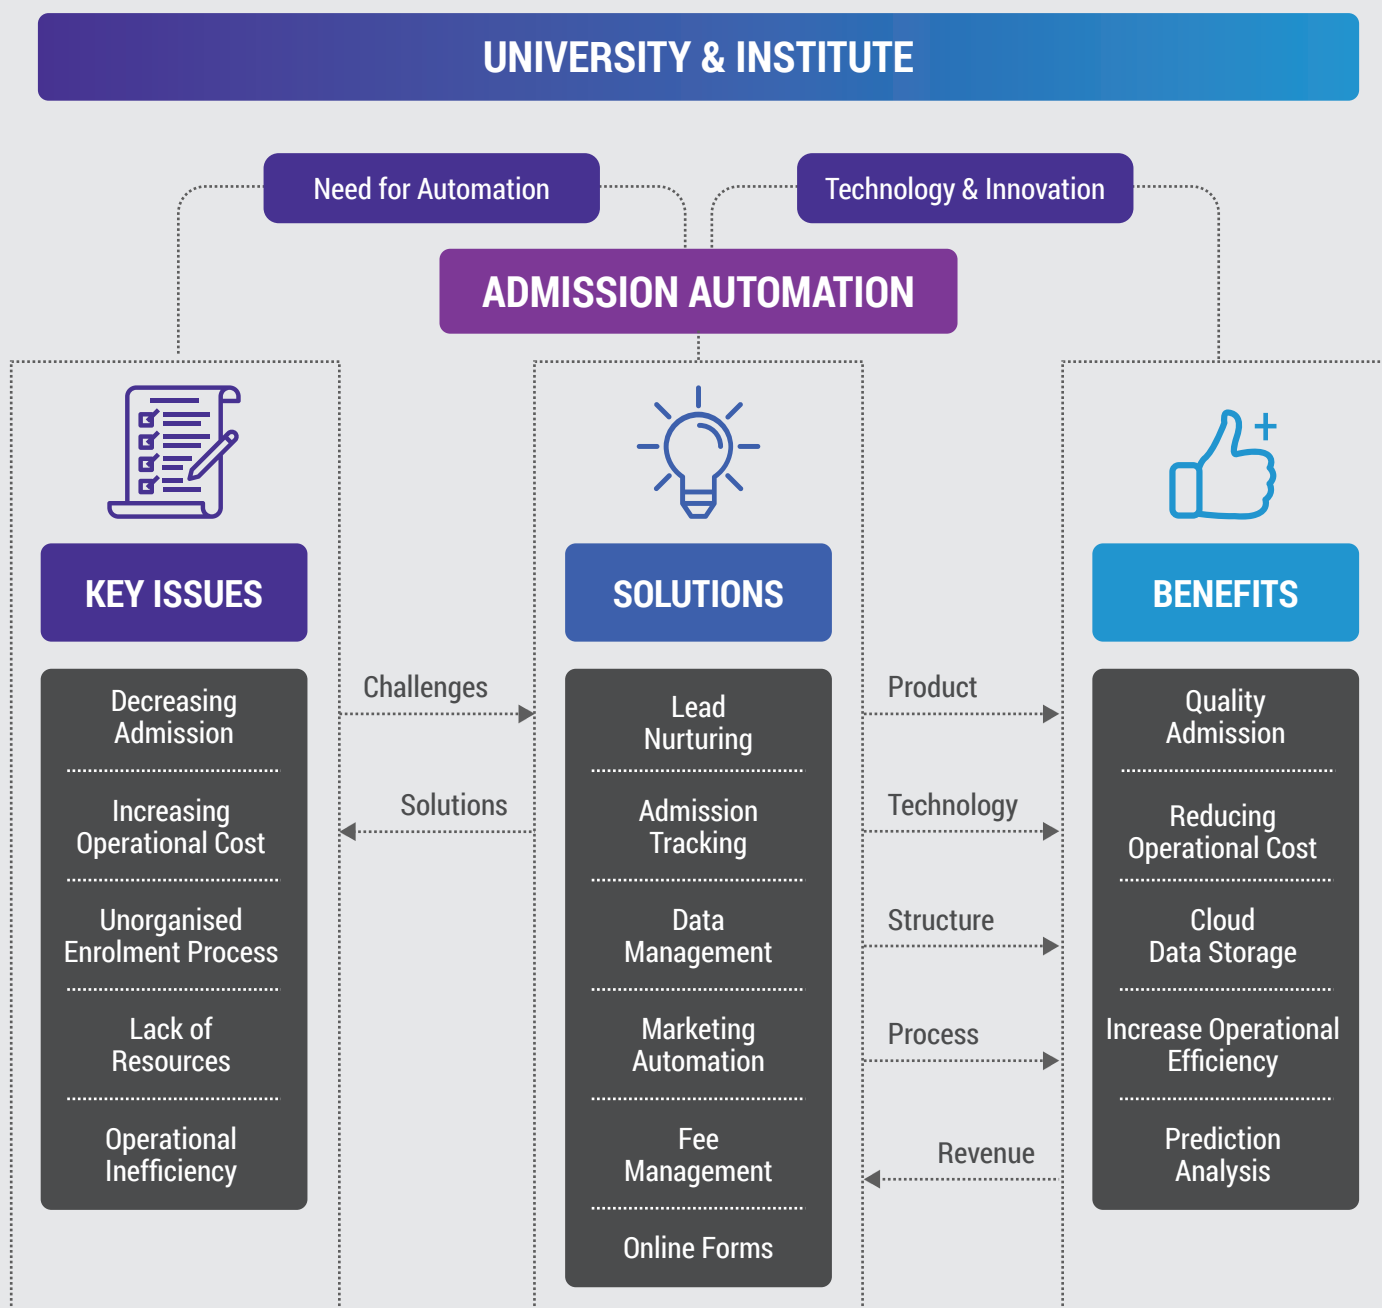 UNIVERSITY & INSTITUTE
Need for Automation
Technology & Innovation
ADMISSION AUTOMATION
KEY ISSUES
Decreasing
Admission
Increasing
Operational Cost
Unorganised
Enrolment Process
Lack of
Resources
Operational
Inefficiency
Challenges
Solutions
SOLUTIONS
Lead
Nurturing
Admission
Tracking
Data
Management
Marketing
Automation
Fee
Management
Online Forms
Product
Technology
Structure
Process
Revenue
BENEFITS
Quality
Admission
Reducing
Operational Cost
Cloud
Data Storage
Increase Operational
Efficiency
Prediction
Analysis